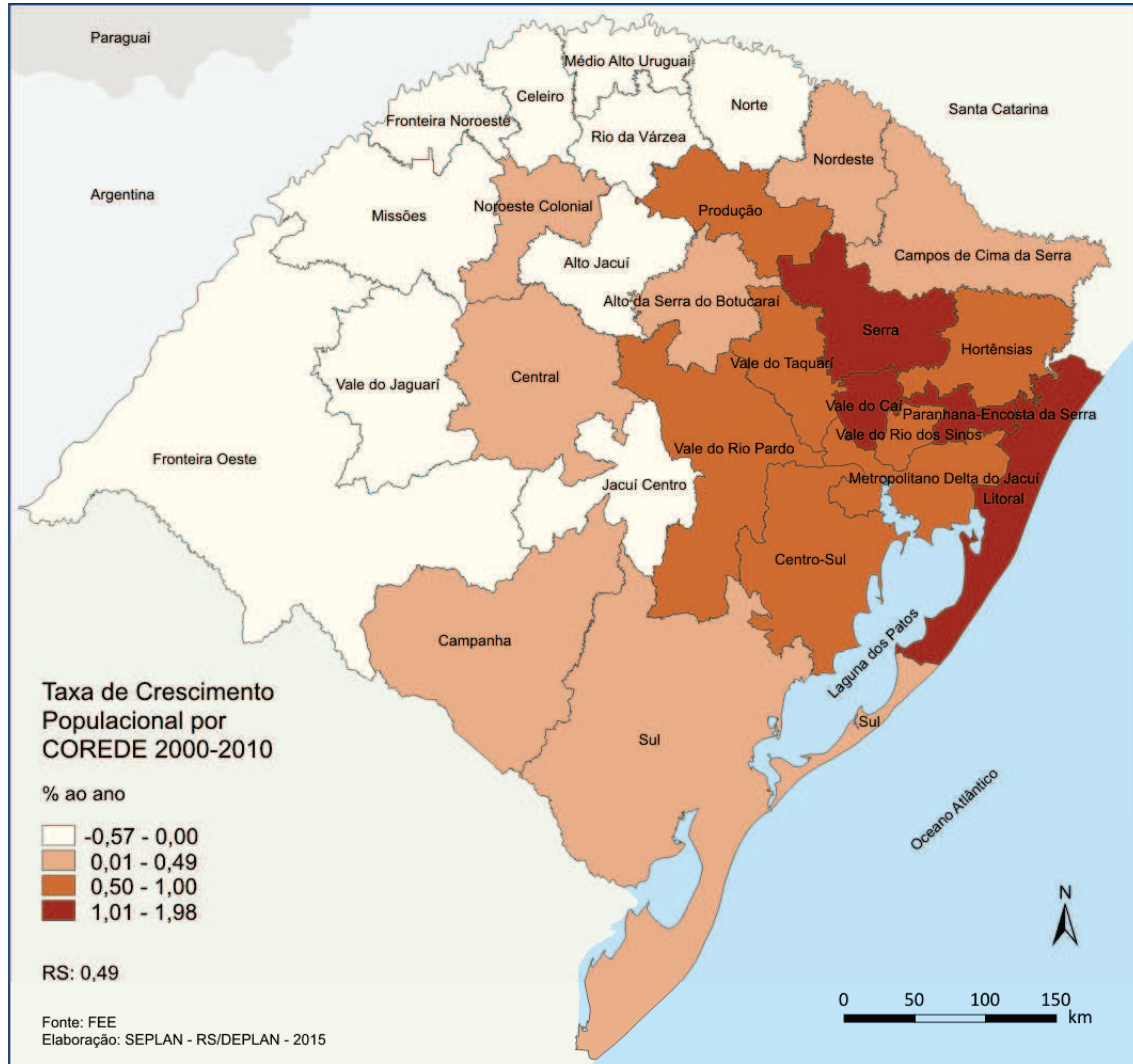 Paraguai
Médio Alto Uruguai
Celeiro
Norte
Santa Catarina
Fronteira Noroeste
Rio da Várzea
Nordeste
Argentina
Missões
Noroeste Colonial
Produção
Alto Jacuí
Campos de Cima da Serra
Alto da Serra do Botucaraí
Serra
Hortênsias
Vale do Jaguarí
Central
Vale do Taquarí
Vale do Caí
Paranhana-Encosta da Serra
Vale do Rio dos Sinos
Vale do Rio Pardo
Fronteira Oeste
Jacuí Centro
Metropolitano Delta do Jacuí
Litoral
Centro-Sul
Campanha
Laguna dos Patos
Sul
Sul
Oceano Atlântico
Taxa de Crescimento
Populacional por
COREDE 2000-2010
% ao ano
-0,57 - 0,00
0,01 - 0,49
0,50 - 1,00
1,01 - 1,98
RS: 0,49
N
0 50 100 150
km
Fonte: FEE
Elaboração: SEPLAN - RS/DEPLAN - 2015